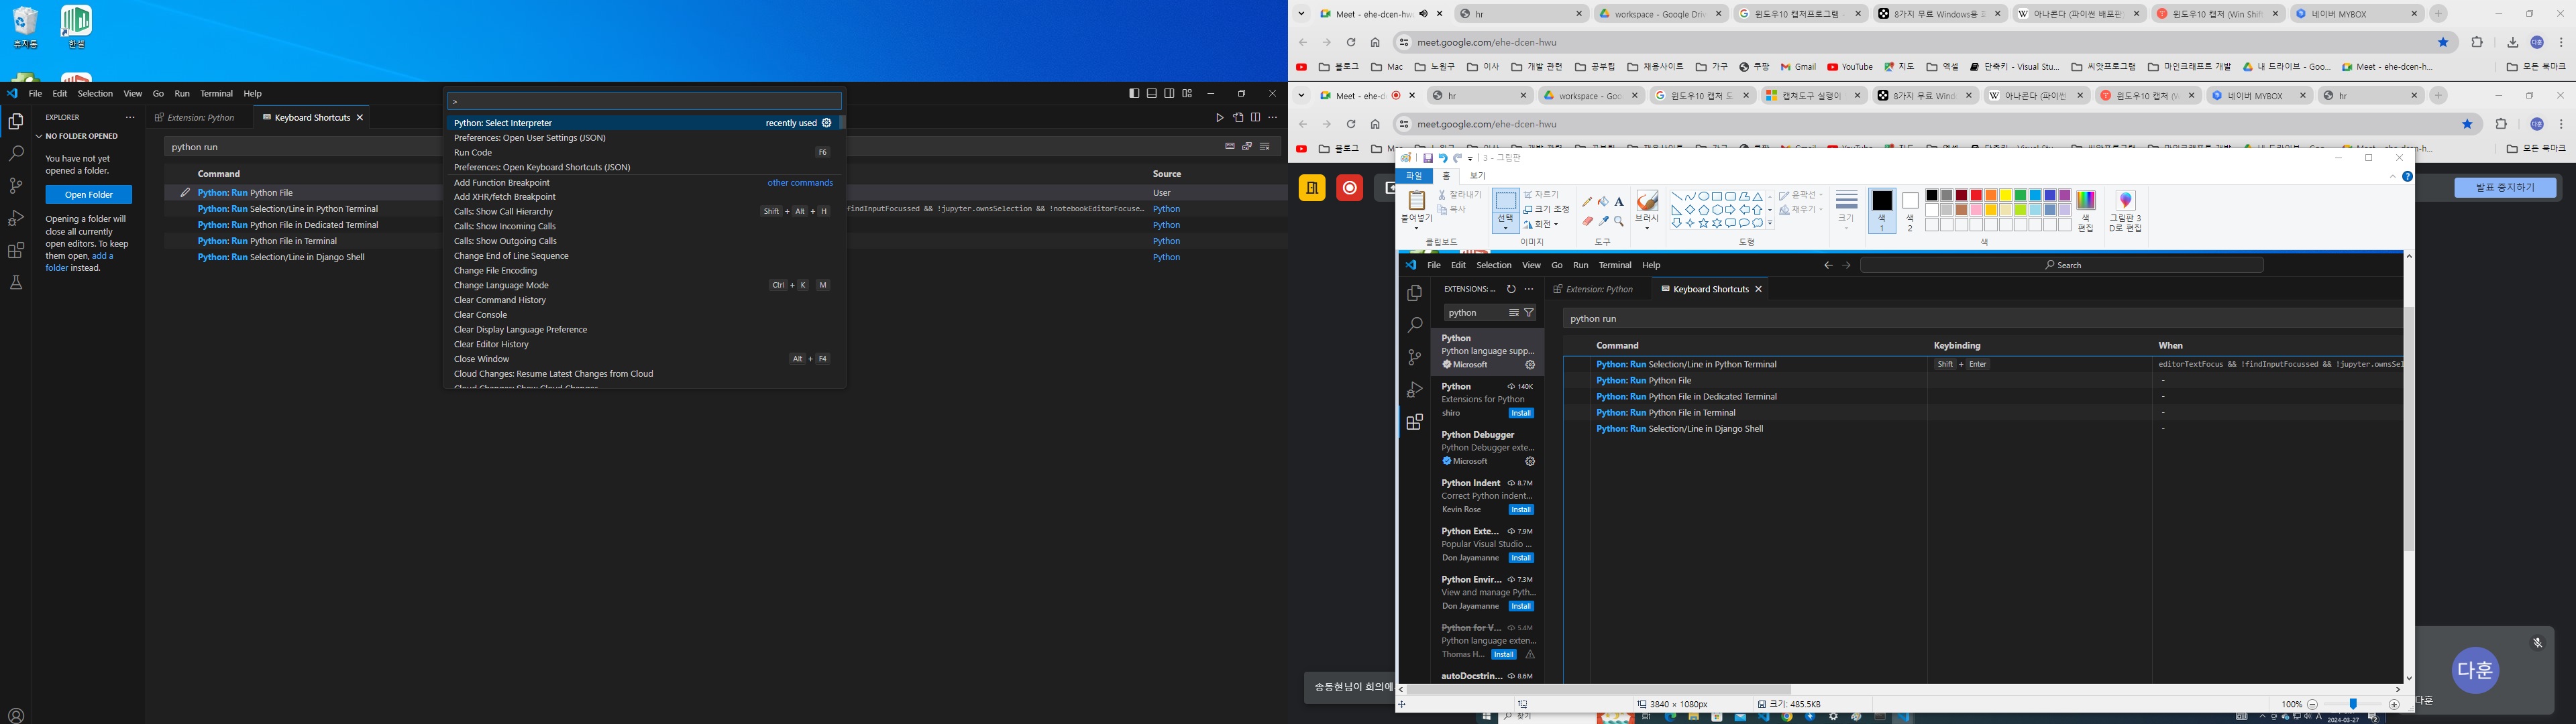 휴지통
한셀
File Edit Selection View Go Run Terminal Help
EXPLORER
NO FOLDER OPENED
You have not yet
opened a folder.
Open Folder
Opening a folder will
close all currently
open editors. To keep
them open, add a
folder instead.
Extension: Python
Keyboard Shortcuts
python run
Command
Source
Python: Run Python File
User
Python: Run Selection/Line in Python Terminal
findInputFocussed && !jupyter.ownsSelection && !notebookEditorFocuse...
Python
Python: Run Python File in Dedicated Terminal
Python
Python: Run Python File in Terminal
Python
Python: Run Selection/Line in Django Shell
Python
>
Python: Select Interpreter
recently used
Preferences: Open User Settings (JSON)
Run Code
F6
Preferences: Open Keyboard Shortcuts (JSON)
Add Function Breakpoint
other commands
Add XHR/fetch Breakpoint
Calls: Show Call Hierarchy
Shift + Alt + H
Calls: Show Incoming Calls
Calls: Show Outgoing Calls
Change End of Line Sequence
Change File Encoding
Change Language Mode
Ctrl + K M
Clear Command History
Clear Console
Clear Display Language Preference
Clear Editor History
Close Window
Alt + F4
Cloud Changes: Resume Latest Changes from Cloud
Cloud Changes: Show Cloud Changes
Meet - ehe-dcen-hw
hr
workspace - Google Driv
윈도우10 캡처프로그램 -
8가지 무료 Windows용
아나콘다 (파이썬 배포판
윈도우10 캡처 (Win Shift
네이버 MYBOX
meet.google.com/ehe-dcen-hwu
다훈
블로그 Mac 노원구 이사 개발 관련 공부팁 채용사이트 가구 쿠팡 Gmail YouTube 지도 엑셀 단축키 - Visual Stu... 씨앗프로그램 마인크래프트 개발 내 드라이브 - Goo... Meet - ehe-dcen-h...
모든 북마크
Meet - ehe-d
hr
workspace - Goo
윈도우10 캡처 도
캡쳐도구 실행이
8가지 무료 Wind
아나콘다 (파이썬
윈도우10 캡처 (W
네이버 MYBOX
hr
meet.google.com/ehe-dcen-hwu
다훈
모든 북마크
3 - 그림판
파일 홈 보기
붙여넣기
잘라내기
복사
클립보드
선택
자르기
크기 조정
회전
이미지
A
도구
브러시
윤곽선
채우기
도형
크기
색
1
색
2
색
편집
그림판 3
D로 편집
색
File Edit Selection View Go Run Terminal Help
Search
EXTENSIONS: ...
python
Extension: Python
Keyboard Shortcuts
python run
Command
Keybinding
When
Python: Run Selection/Line in Python Terminal
Shift + Enter
editorTextFocus && !findInputFocussed && !jupyter.ownsSel
Python: Run Python File
-
Python: Run Python File in Dedicated Terminal
-
Python: Run Python File in Terminal
-
Python: Run Selection/Line in Django Shell
-
Python
Python language supp...
Microsoft
Python
140K
Extensions for Python
shiro
Install
Python Debugger
Python Debugger exte...
Microsoft
Python Indent
8.7M
Correct Python indent...
Kevin Rose
Install
Python Exte...
7.9M
Popular Visual Studio ...
Don Jayamanne
Install
Python Envir...
7.3M
View and manage Pyth...
Don Jayamanne
Install
Python for V...
5.4M
Python language exten...
Thomas H...
Install
autoDocstrin...
8.6M
3840 × 1080px
크기: 485.5KB
100%
발표 중지하기
송동현님이 회의에
다훈
다훈
찾기
2024-03-27